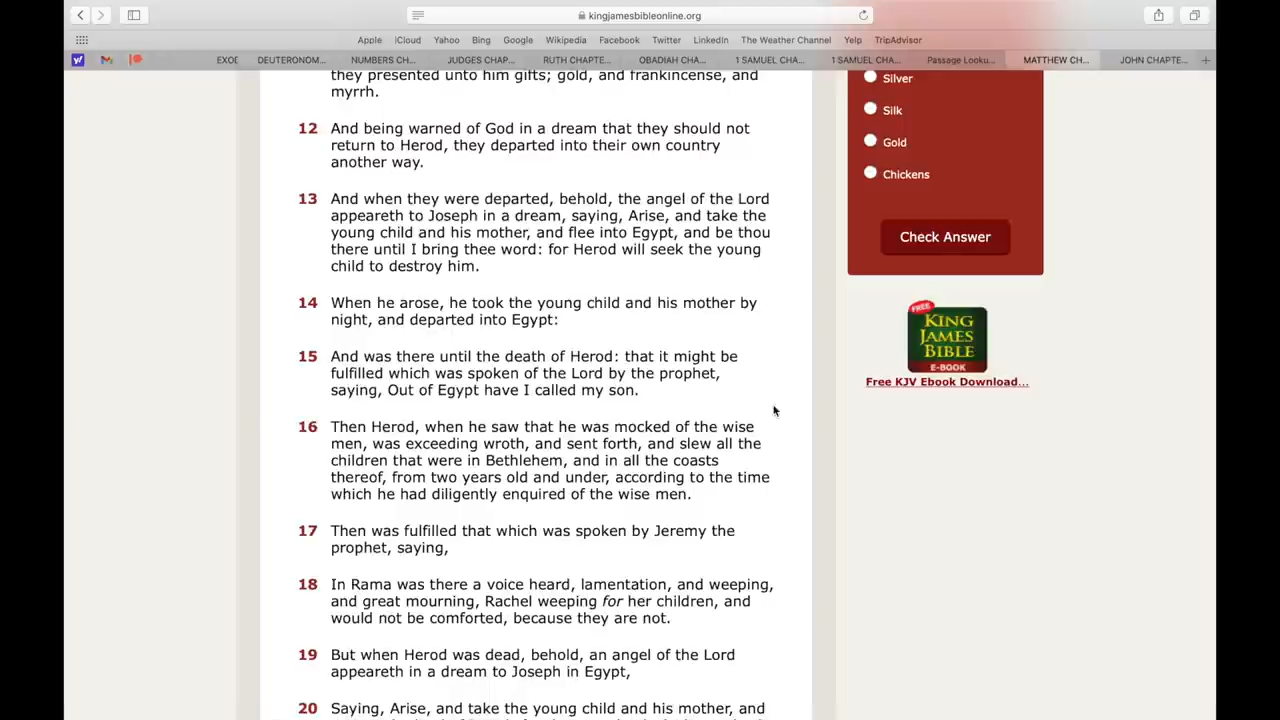 kingjamesbibleonline.org
Apple iCloud Yahoo Bing Google Wikipedia Facebook Twitter LinkedIn The Weather Channel Yelp TripAdvisor
EXOD DEUTERONOM... NUMBERS CH... JUDGES CHAP... RUTH CHAPTE... OBADIAH CHA... 1 SAMUEL CHA... 1 SAMUEL CHA... Passage Looku... MATTHEW CH... JOHN CHAPTE...
they presented unto him gifts; gold, and frankincense, and
myrrh.
12 And being warned of God in a dream that they should not
return to Herod, they departed into their own country
another way.
13 And when they were departed, behold, the angel of the Lord
appeareth to Joseph in a dream, saying, Arise, and take the
young child and his mother, and flee into Egypt, and be thou
there until I bring thee word: for Herod will seek the young
child to destroy him.
14 When he arose, he took the young child and his mother by
night, and departed into Egypt:
15 And was there until the death of Herod: that it might be
fulfilled which was spoken of the Lord by the prophet,
saying, Out of Egypt have I called my son.
16 Then Herod, when he saw that he was mocked of the wise
men, was exceeding wroth, and sent forth, and slew all the
children that were in Bethlehem, and in all the coasts
thereof, from two years old and under, according to the time
which he had diligently enquired of the wise men.
17 Then was fulfilled that which was spoken by Jeremy the
prophet, saying,
18 In Rama was there a voice heard, lamentation, and weeping,
and great mourning, Rachel weeping for her children, and
would not be comforted, because they are not.
19 But when Herod was dead, behold, an angel of the Lord
appeareth in a dream to Joseph in Egypt,
20 Saying, Arise, and take the young child and his mother, and
Silver
Silk
Gold
Chickens
Check Answer
FREE
KING
JAMES
BIBLE
E-BOOK
Free KJV Ebook Download...